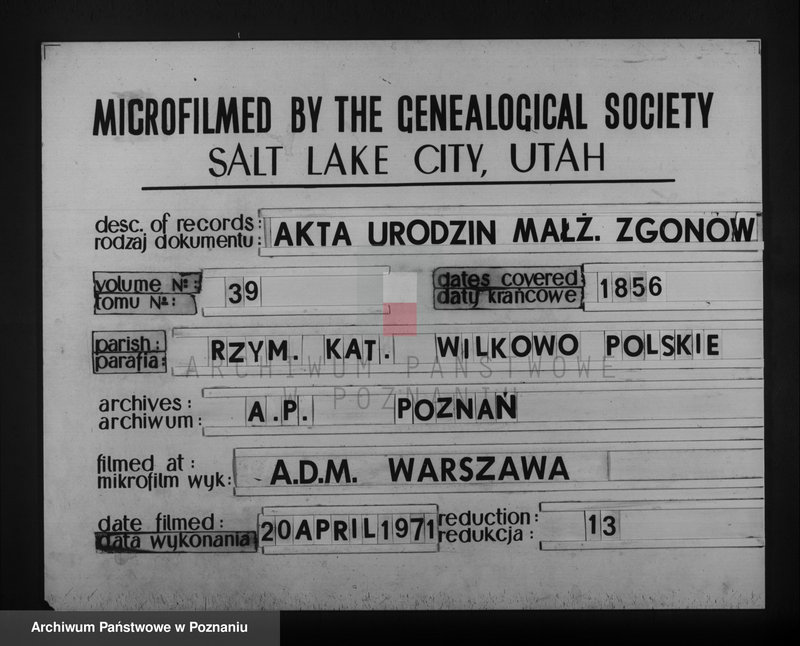 MICROFILMED BY THE GENEALOGICAL SOCIETY
SALT LAKE CITY, UTAH
desc. of records:
rodzaj dokumentu:
AKTA URODZIN MAŁŻ. ZGONÓW
volume №:
tomu №:
39
dates covered
daty krańcowe
1856
parish:
parafia:
RZYM. KAT. WILKOWO POLSKIE
ARCHIWUM PAŃSTWOWE
W POZNANIU
archives:
archiwum:
A.P. POZNAŃ
filmed at:
mikrofilm wyk:
A.D.M. WARSZAWA
date filmed:
data wykonania
20 APRIL 1971
reduction:
redukcja:
13
Archiwum Państwowe w Poznaniu